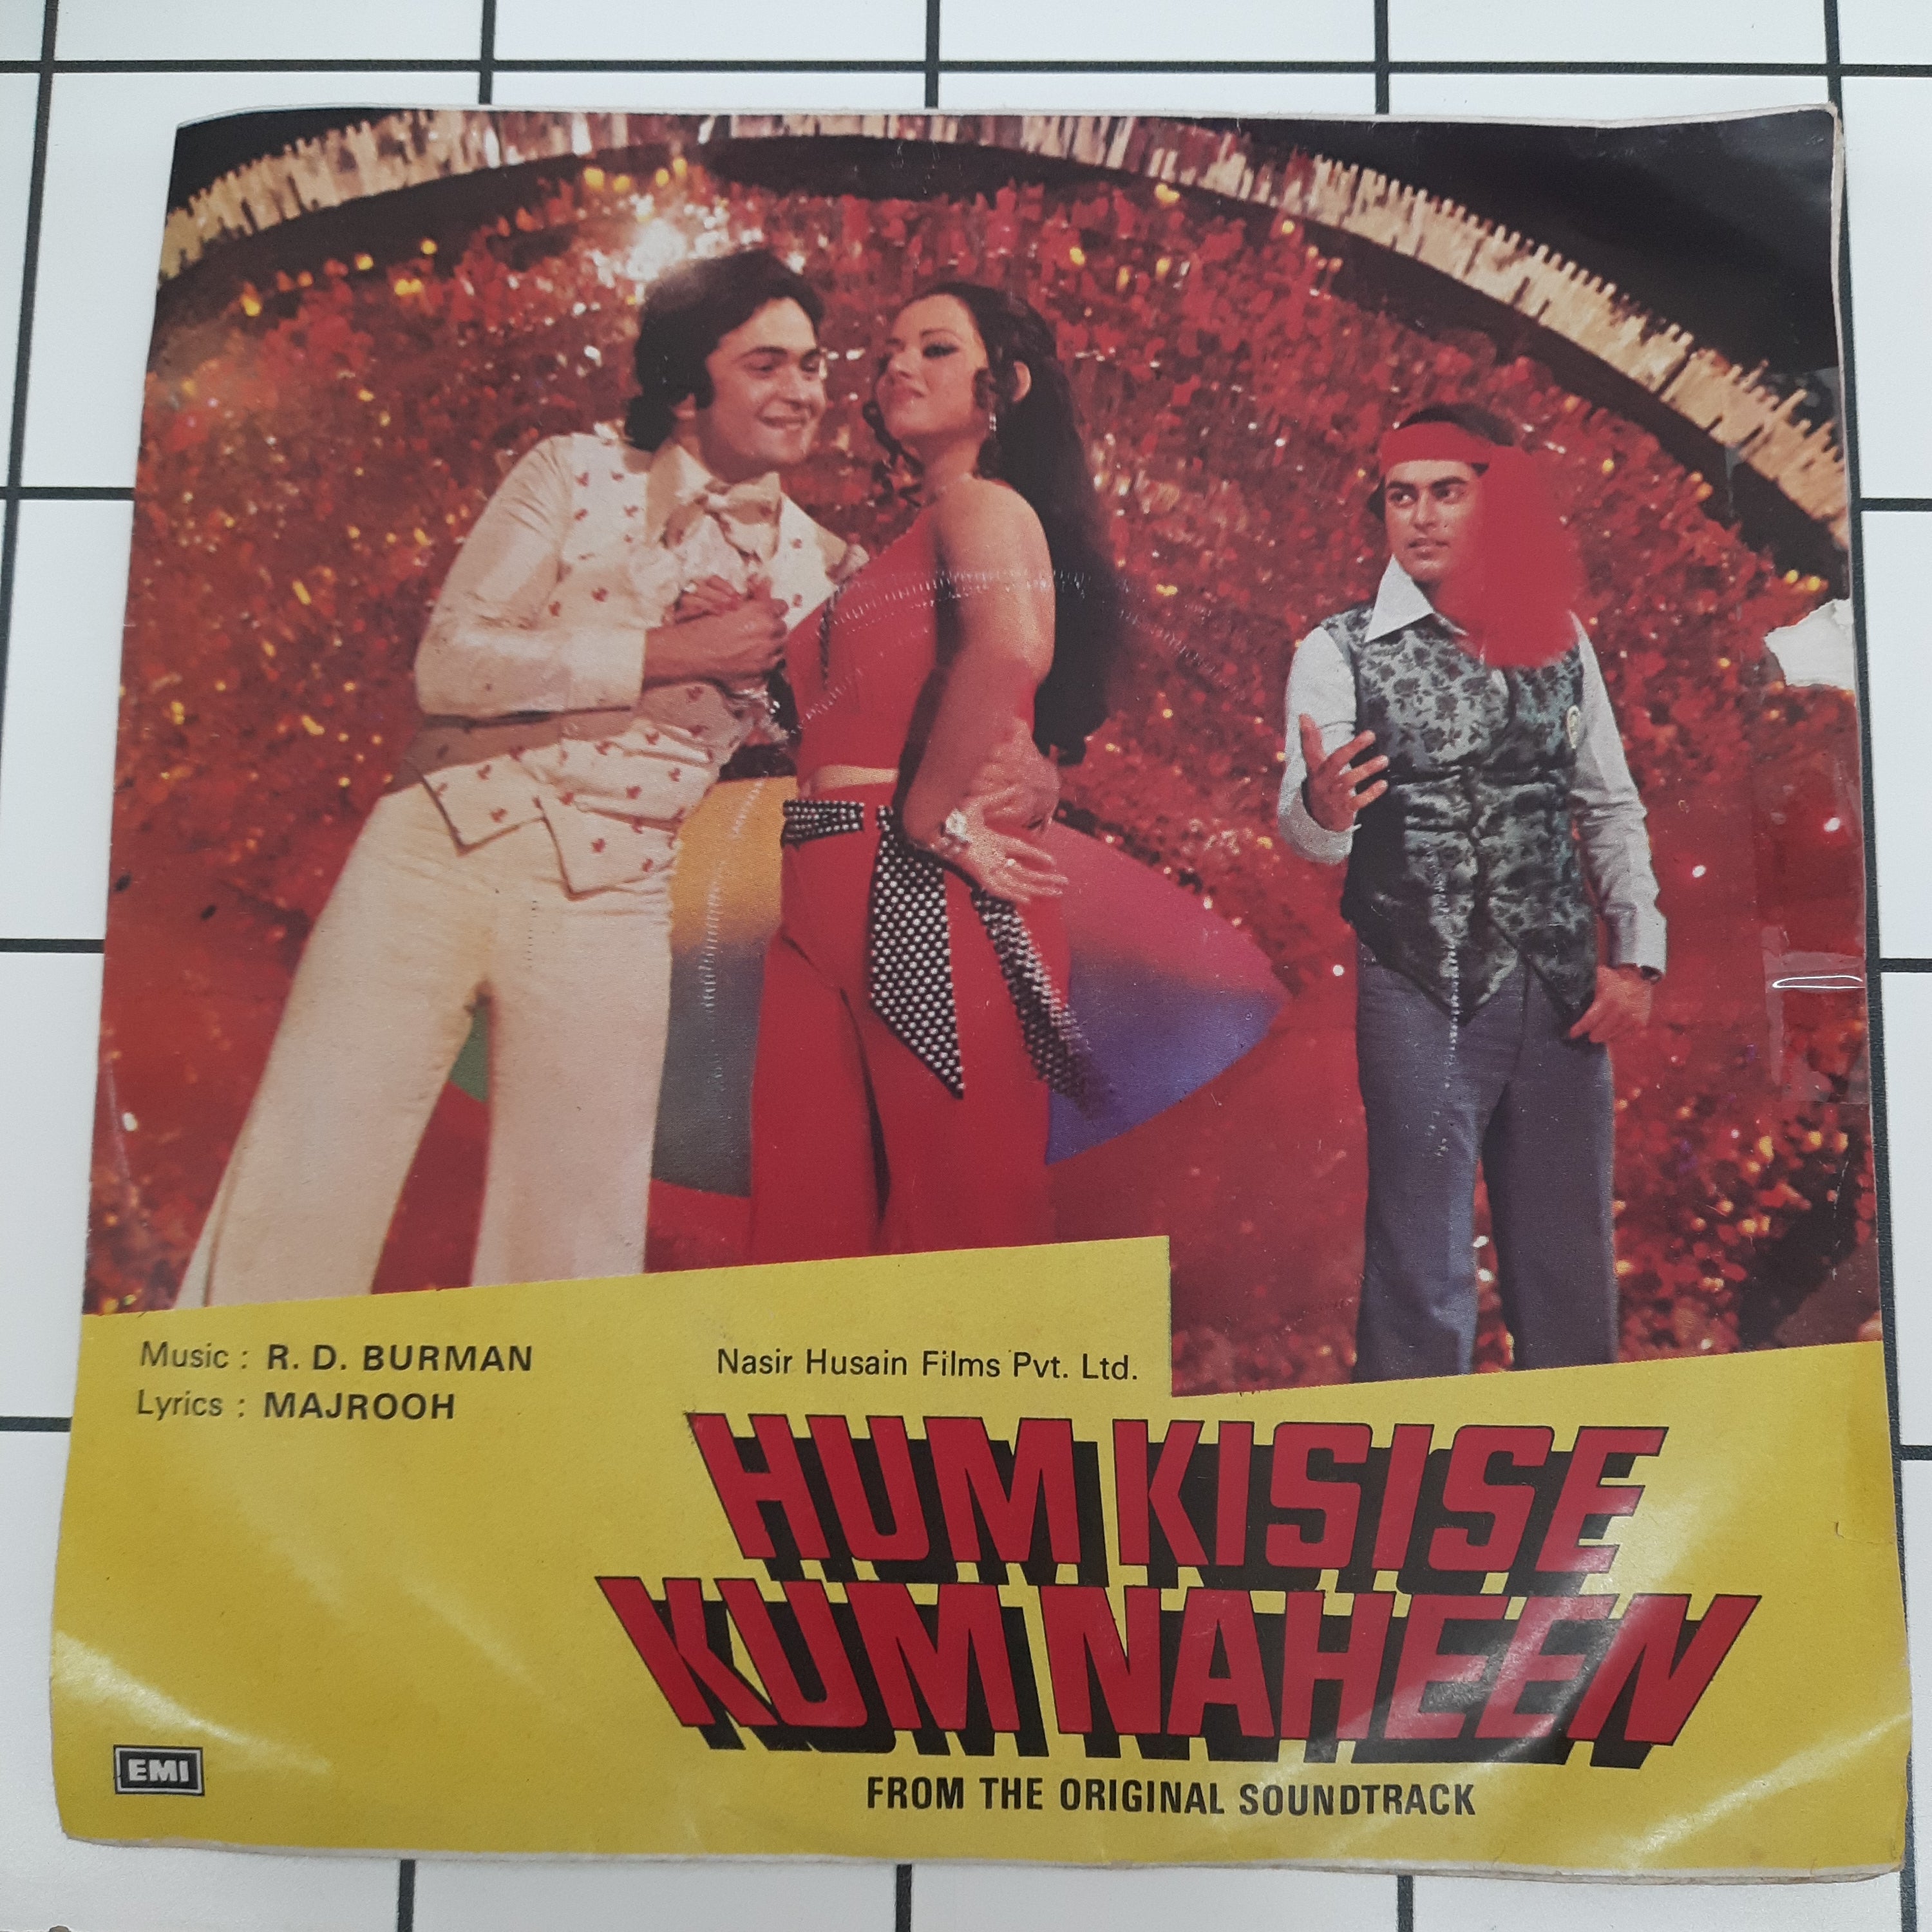 Music : R. D. BURMAN
Lyrics : MAJROOH
Nasir Husain Films Pvt. Ltd.
HUM KISISE
KUM NAHEEN
FROM THE ORIGINAL SOUNDTRACK
EMI